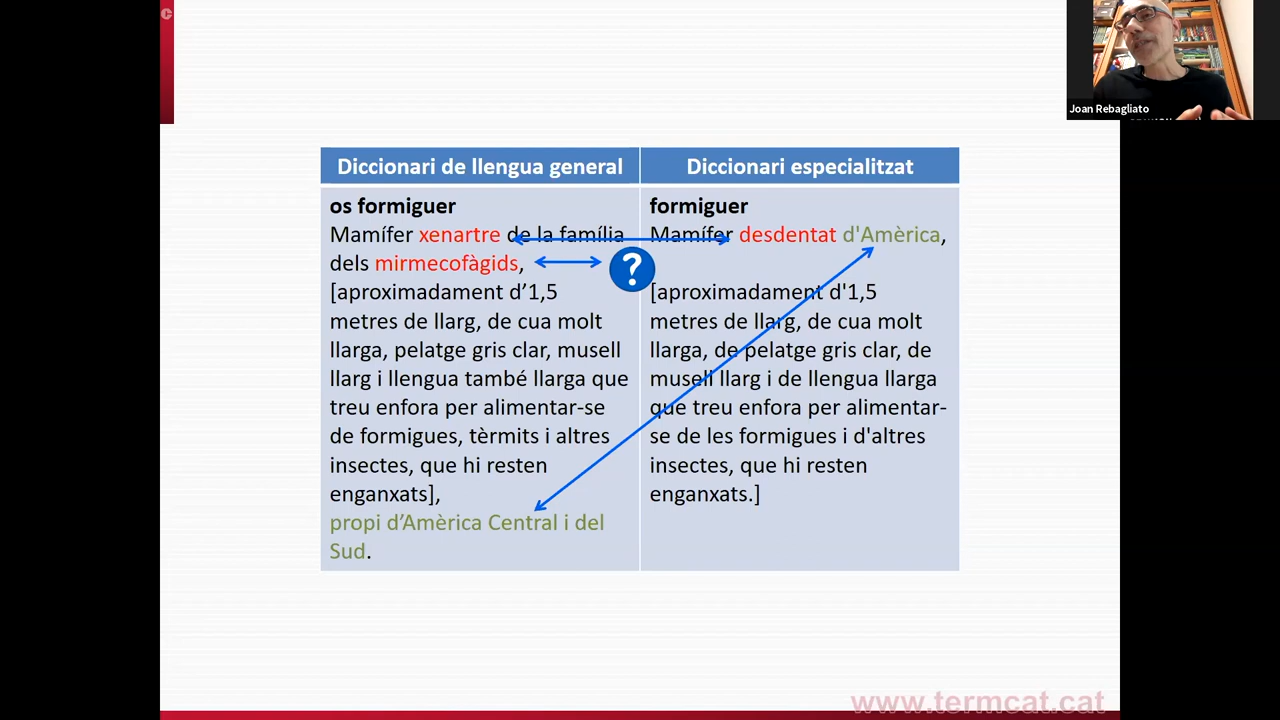 Joan Rebagliato
Diccionari de llengua general
Diccionari especialitzat
os formiguer
Mamífer xenartre de la família
dels mirmecofàgids,
[aproximadament d’1,5
metres de llarg, de cua molt
llarga, pelatge gris clar, musell
llarg i llengua també llarga que
treu enfora per alimentar-se
de formigues, tèrmits i altres
insectes, que hi resten
enganxats],
propi d’Amèrica Central i del
Sud.
?
formiguer
Mamífer desdentat d'Amèrica,
[aproximadament d'1,5
metres de llarg, de cua molt
llarga, de pelatge gris clar, de
musell llarg i de llengua llarga
que treu enfora per alimentar-
se de les formigues i d'altres
insectes, que hi resten
enganxats.]
www.termcat.cat